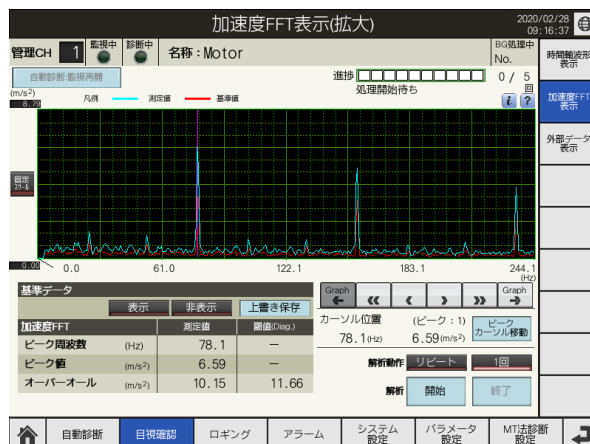 加速度FFT表示(拡大)
2020/02/28
09:16:37
管理CH 1 監視中 診断中 名称：Motor
BG処理中
No.
自動診断:監視再開
進捗
0 / 5
処理開始待ち
回
(m/s²)
8.79
凡例 測定値 基準値
i ?
固定
スケール
0.00
0.0 61.0 122.1 183.1 244.1
(Hz)
時間軸波形
表示
加速度FFT
表示
外部データ
表示
基準データ
表示 非表示 上書き保存
加速度FFT 測定値 閾値(Diag.)
ピーク周波数 (Hz) 78.1 —
ピーク値 (m/s²) 6.59 —
オーバーオール (m/s²) 10.15 11.66
Graph
Graph
カーソル位置 (ピーク：1)
78.1(Hz) 6.59(m/s²)
ピーク
カーソル移動
解析動作 リピート 1回
解析 開始 終了
自動診断 目視確認 ロギング アラーム
システム
設定
パラメータ
設定
MT法診断
設定